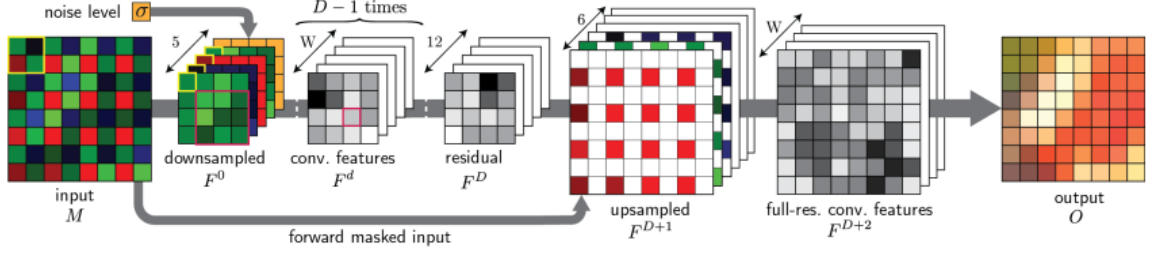 noise level σ
D − 1 times
5
W
12
6
W
downsampled
F⁰
conv. features
Fᵈ
residual
Fᴰ
input
M
upsampled
Fᴰ⁺¹
full-res. conv. features
Fᴰ⁺²
output
O
forward masked input